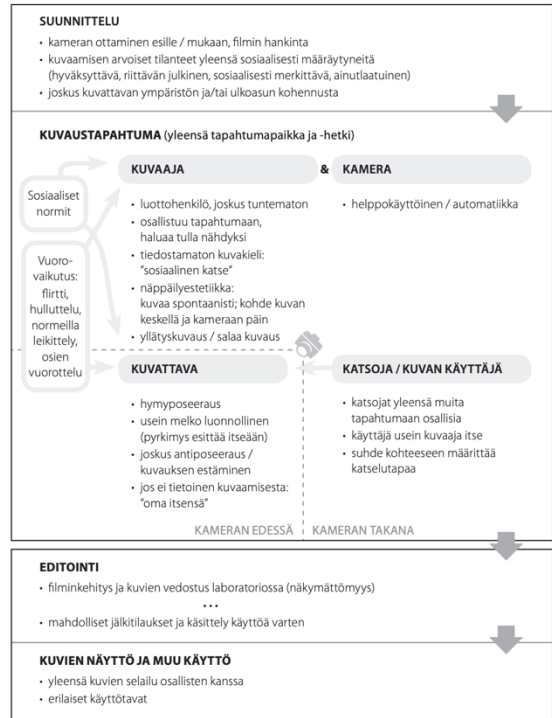 SUUNNITTELU
• kameran ottaminen esille / mukaan, filmin hankinta
• kuvaamisen arvoiset tilanteet yleensä sosiaalisesti määräytyneitä
(hyväksyttävä, riittävän julkinen, sosiaalisesti merkittävä, ainutlaatuinen)
• joskus kuvattavan ympäristön ja/tai ulkoasun kohennusta
KUVAUSTAPAHTUMA (yleensä tapahtumapaikka ja -hetki)
Sosiaaliset
normit
Vuoro-
vaikutus:
flirtti,
hulluttelu,
normeilla
leikittely,
osien
vuorottelu
KUVAAJA
• luottohenkilö, joskus tuntematon
• osallistuu tapahtumaan,
haluaa tulla nähdyksi
• tiedostamaton kuvakieli:
"sosiaalinen katse"
• näppäilyestetiikka:
kuvaa spontaanisti; kohde kuvan
keskellä ja kameraan päin
• yllätyskuvaus / salaa kuvaus
& KAMERA
• helppokäyttöinen / automatiikka
KUVATTAVA
• hymyposeeraus
• usein melko luonnollinen
(pyrkimys esittää itseään)
• joskus antiposeeraus /
kuvauksen estäminen
• jos ei tietoinen kuvaamisesta:
"oma itsensä"
KATSOJA / KUVAN KÄYTTÄJÄ
• katsojat yleensä muita
tapahtumaan osallisia
• käyttäjä usein kuvaaja itse
• suhde kohteeseen määrittää
katselutapaa
KAMERAN EDESSÄ
KAMERAN TAKANA
EDITOINTI
• filminkehitys ja kuvien vedostus laboratoriossa (näkymättömyys)
• • •
• mahdolliset jälkitilaukset ja käsittely käyttöä varten
KUVIEN NÄYTTÖ JA MUU KÄYTTÖ
• yleensä kuvien selailu osallisten kanssa
• erilaiset käyttötavat